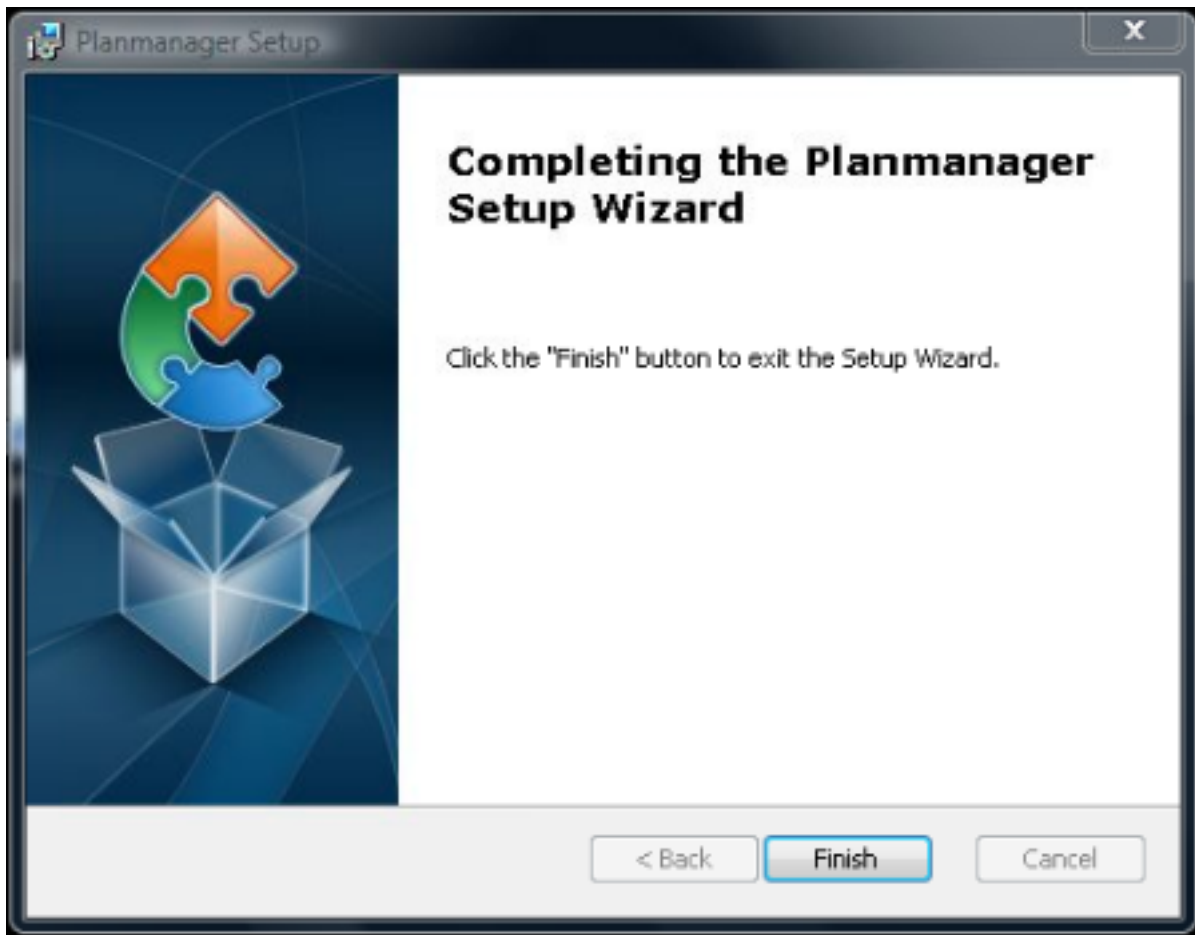 Planmanager Setup
X
Completing the Planmanager
Setup Wizard
Click the "Finish" button to exit the Setup Wizard.
< Back
Finish
Cancel